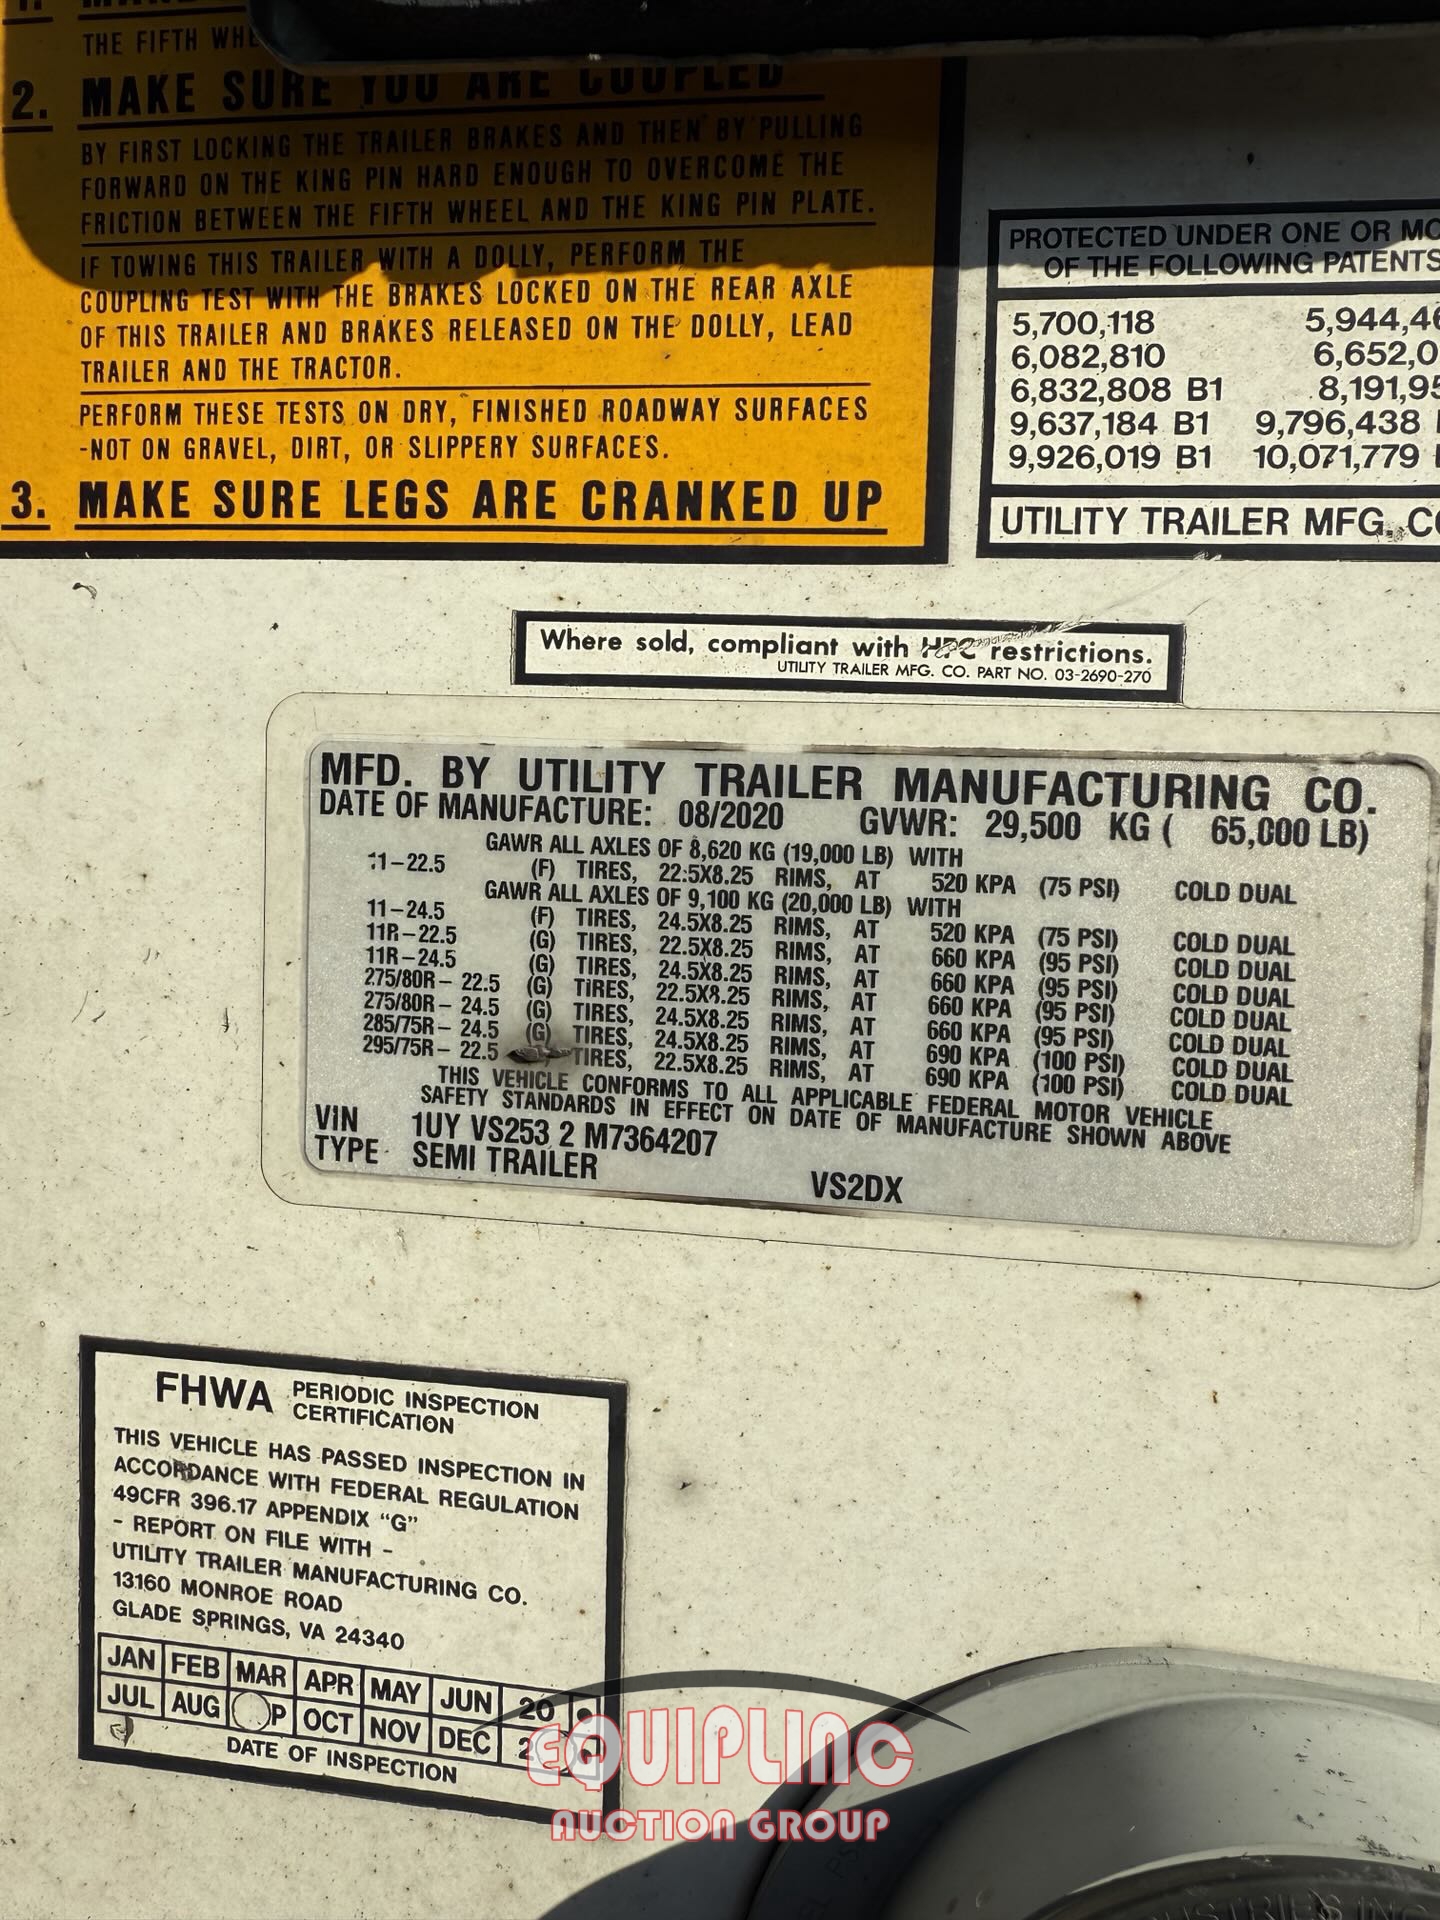 1.
THE FIFTH WHE
2. MAKE SURE YOU ARE COUPLED
BY FIRST LOCKING THE TRAILER BRAKES AND THEN BY PULLING
FORWARD ON THE KING PIN HARD ENOUGH TO OVERCOME THE
FRICTION BETWEEN THE FIFTH WHEEL AND THE KING PIN PLATE.
IF TOWING THIS TRAILER WITH A DOLLY, PERFORM THE
COUPLING TEST WITH THE BRAKES LOCKED ON THE REAR AXLE
OF THIS TRAILER AND BRAKES RELEASED ON THE DOLLY, LEAD
TRAILER AND THE TRACTOR.
PERFORM THESE TESTS ON DRY, FINISHED ROADWAY SURFACES
-NOT ON GRAVEL, DIRT, OR SLIPPERY SURFACES.
3. MAKE SURE LEGS ARE CRANKED UP
PROTECTED UNDER ONE OR MO
OF THE FOLLOWING PATENTS
5,700,118 5,944,46
6,082,810 6,652,0
6,832,808 B1 8,191,95
9,637,184 B1 9,796,438
9,926,019 B1 10,071,779
UTILITY TRAILER MFG. CO
Where sold, compliant with HFC restrictions.
UTILITY TRAILER MFG. CO. PART NO. 03-2690-270
MFD. BY UTILITY TRAILER MANUFACTURING CO.
DATE OF MANUFACTURE: 08/2020 GVWR: 29,500 KG ( 65,000 LB)
GAWR ALL AXLES OF 8,620 KG (19,000 LB) WITH
11-22.5 (F) TIRES, 22.5X8.25 RIMS, AT 520 KPA (75 PSI) COLD DUAL
GAWR ALL AXLES OF 9,100 KG (20,000 LB) WITH
11-24.5 (F) TIRES, 24.5X8.25 RIMS, AT 520 KPA (75 PSI) COLD DUAL
11R-22.5 (G) TIRES, 22.5X8.25 RIMS, AT 660 KPA (95 PSI) COLD DUAL
11R-24.5 (G) TIRES, 24.5X8.25 RIMS, AT 660 KPA (95 PSI) COLD DUAL
275/80R- 22.5 (G) TIRES, 22.5X8.25 RIMS, AT 660 KPA (95 PSI) COLD DUAL
275/80R- 24.5 (G) TIRES, 24.5X8.25 RIMS, AT 660 KPA (95 PSI) COLD DUAL
285/75R- 24.5 (G) TIRES, 24.5X8.25 RIMS, AT 690 KPA (100 PSI) COLD DUAL
295/75R- 22.5 TIRES, 22.5X8.25 RIMS, AT 690 KPA (100 PSI) COLD DUAL
THIS VEHICLE CONFORMS TO ALL APPLICABLE FEDERAL MOTOR VEHICLE
SAFETY STANDARDS IN EFFECT ON DATE OF MANUFACTURE SHOWN ABOVE
VIN 1UY VS253 2 M7364207
TYPE SEMI TRAILER VS2DX
FHWA PERIODIC INSPECTION
CERTIFICATION
THIS VEHICLE HAS PASSED INSPECTION IN
ACCORDANCE WITH FEDERAL REGULATION
49CFR 396.17 APPENDIX "G"
- REPORT ON FILE WITH -
UTILITY TRAILER MANUFACTURING CO.
13160 MONROE ROAD
GLADE SPRINGS, VA 24340
JAN FEB MAR APR MAY JUN 20
JUL AUG P OCT NOV DEC 2
DATE OF INSPECTION
EQUIPLINC
AUCTION GROUP